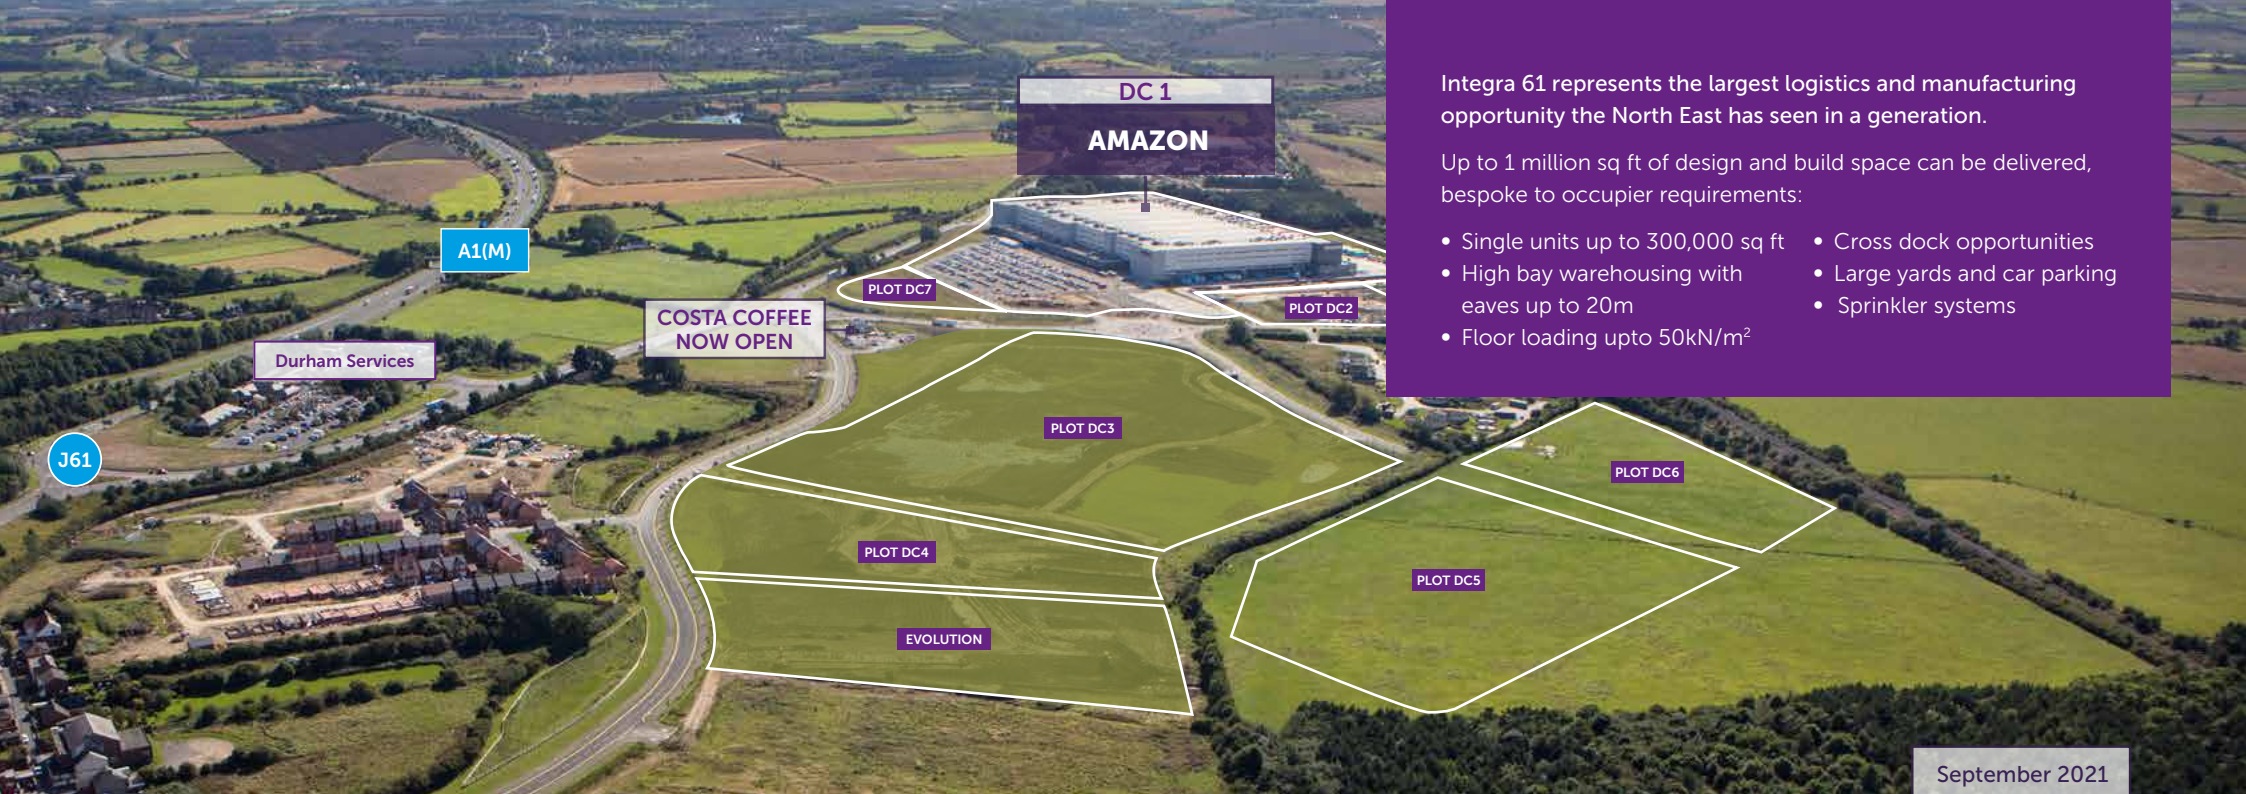 DC 1
AMAZON
A1(M)
PLOT DC7
PLOT DC2
COSTA COFFEE
NOW OPEN
Durham Services
J61
PLOT DC3
PLOT DC6
PLOT DC4
PLOT DC5
EVOLUTION
Integra 61 represents the largest logistics and manufacturing
opportunity the North East has seen in a generation.
Up to 1 million sq ft of design and build space can be delivered,
bespoke to occupier requirements:
• Single units up to 300,000 sq ft
• High bay warehousing with
eaves up to 20m
• Floor loading upto 50kN/m²
• Cross dock opportunities
• Large yards and car parking
• Sprinkler systems
September 2021